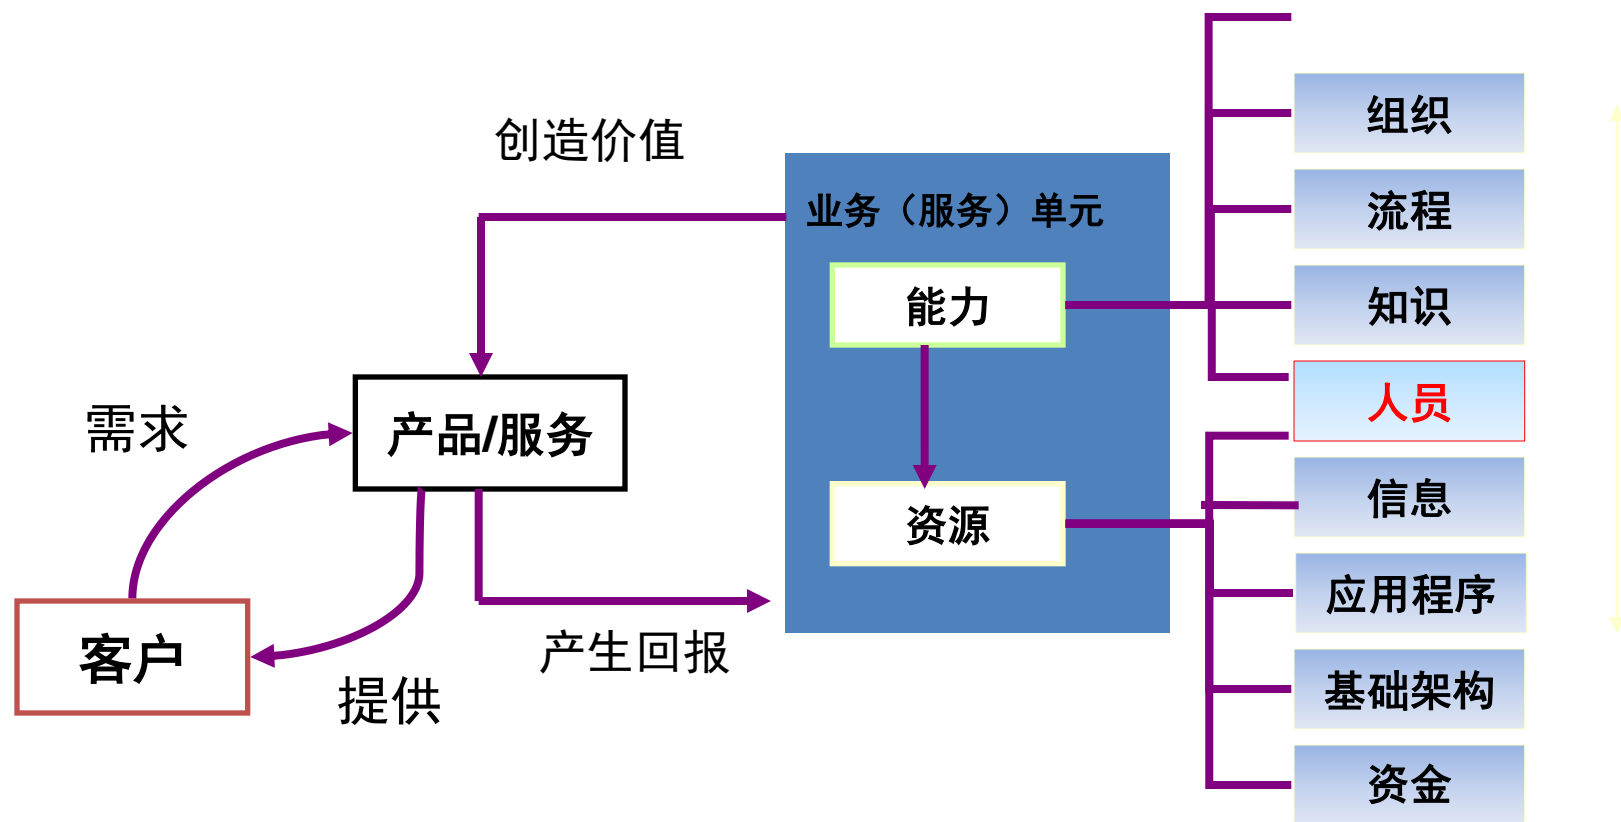 创造价值
需求
产品/服务
客户
提供
产生回报
业务（服务）单元
能力
资源
组织
流程
知识
人员
信息
应用程序
基础架构
资金